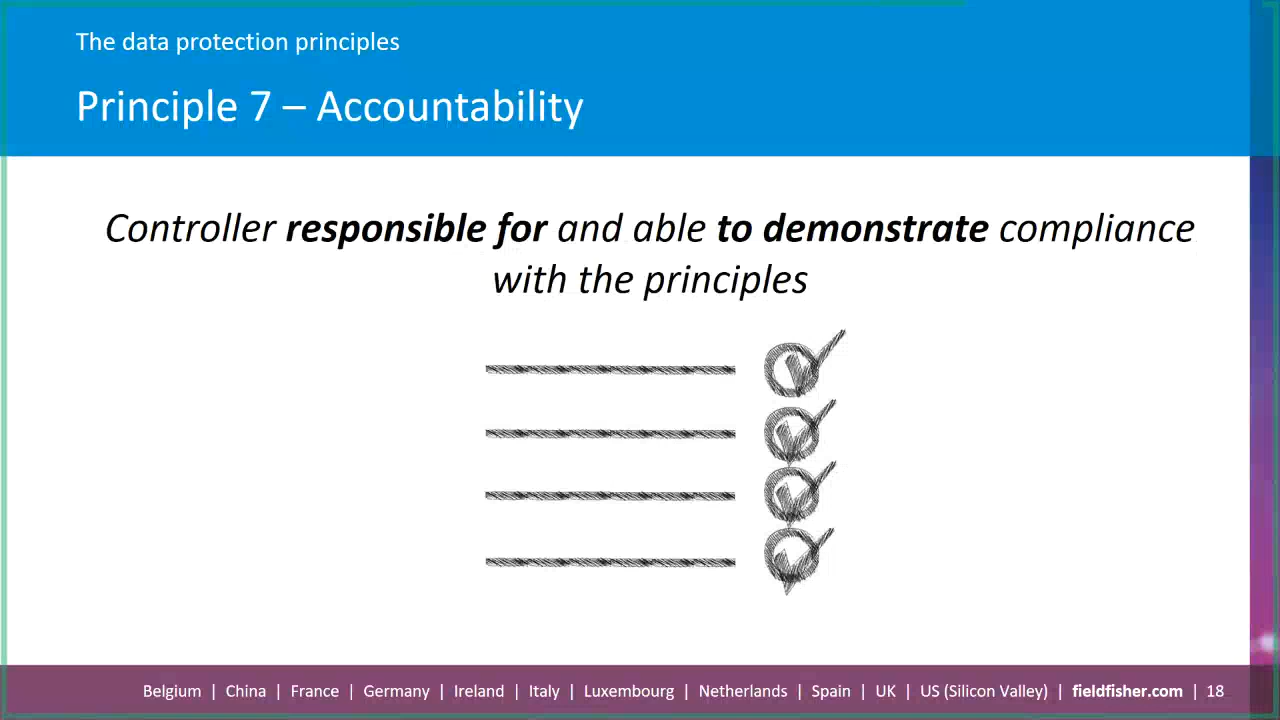 The data protection principles
Principle 7 – Accountability
Controller responsible for and able to demonstrate compliance
with the principles
Belgium | China | France | Germany | Ireland | Italy | Luxembourg | Netherlands | Spain | UK | US (Silicon Valley) | fieldfisher.com | 18